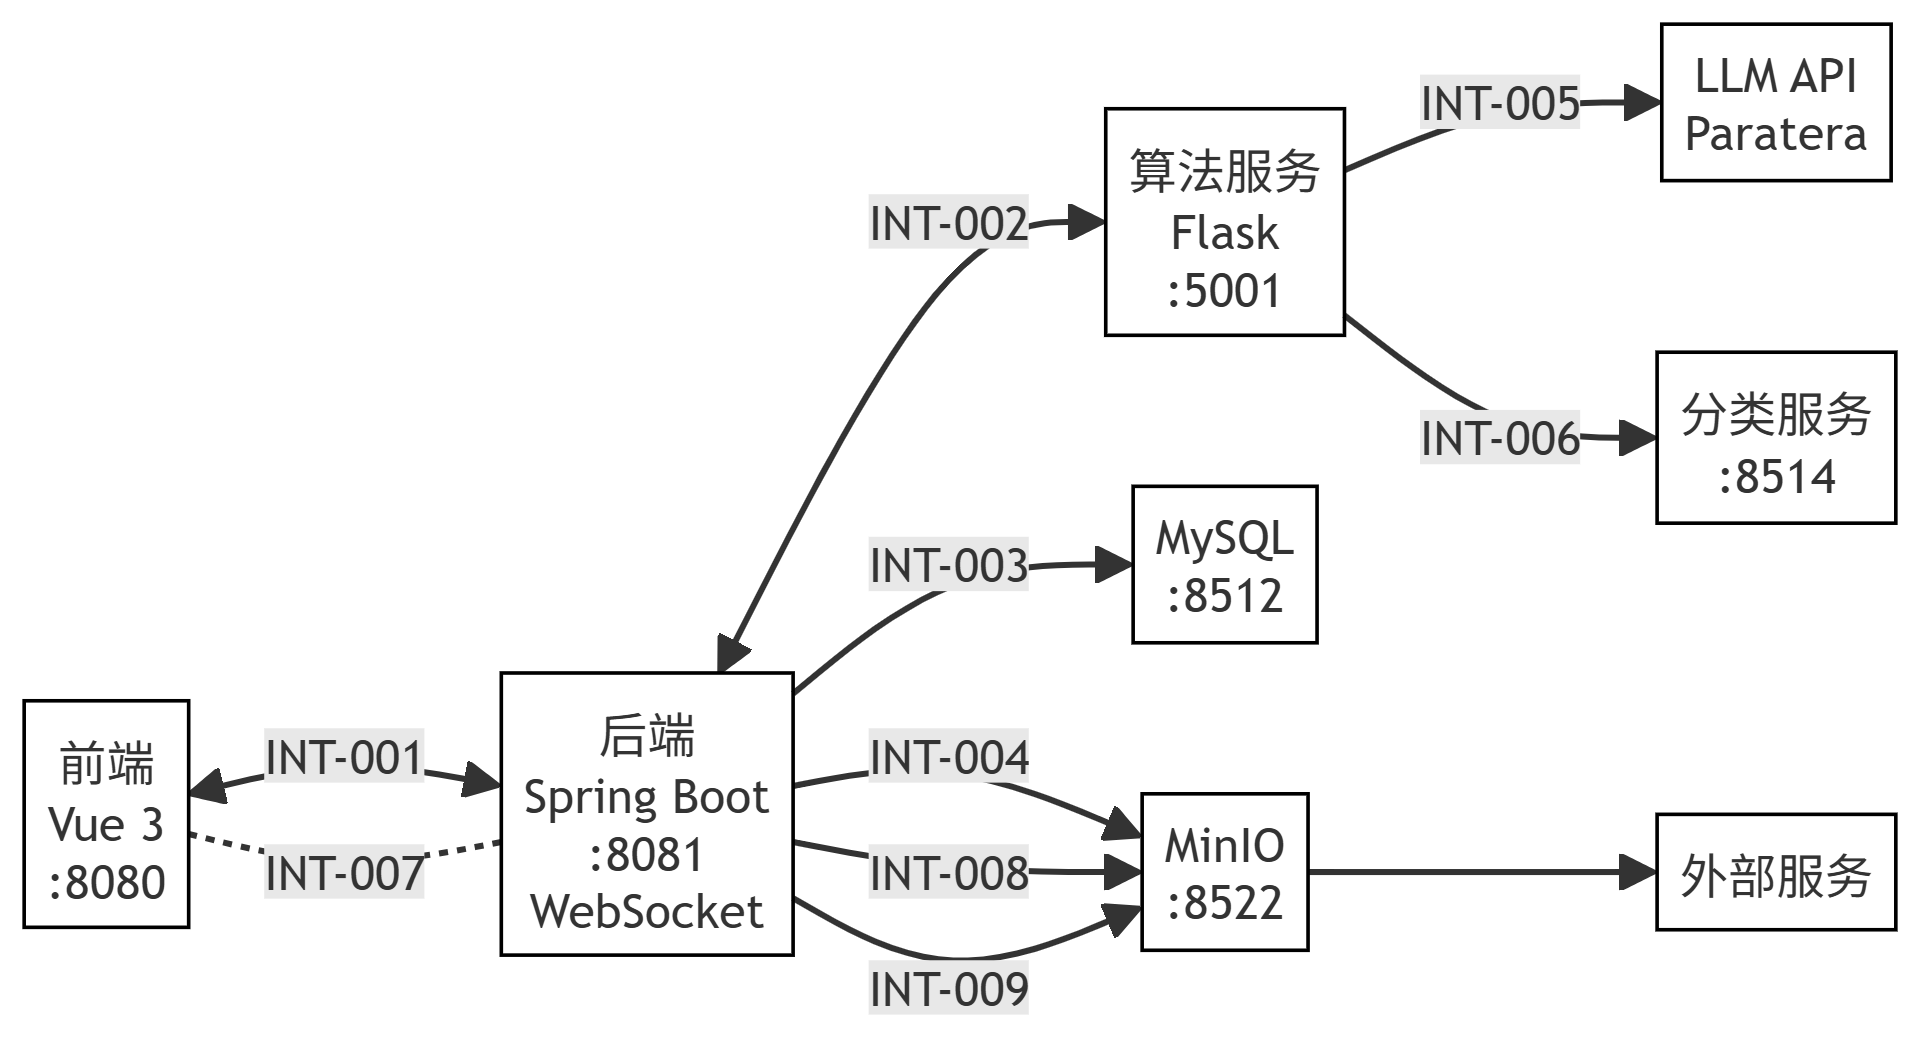 前端
Vue 3
:8080
INT-001
INT-007
后端
Spring Boot
:8081
WebSocket
INT-002
INT-003
INT-004
INT-008
INT-009
算法服务
Flask
:5001
MySQL
:8512
MinIO
:8522
INT-005
INT-006
LLM API
Paratera
分类服务
:8514
外部服务